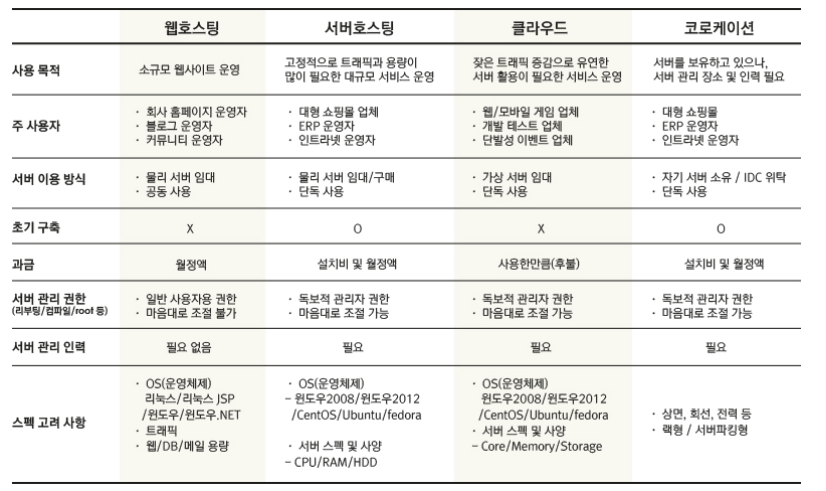 웹호스팅 서버호스팅 클라우드 코로케이션
사용 목적
소규모 웹사이트 운영
고정적으로 트래픽과 용량이
많이 필요한 대규모 서비스 운영
잦은 트래픽 증감으로 유연한
서버 활용이 필요한 서비스 운영
서버를 보유하고 있으나,
서버 관리 장소 및 인력 필요
주 사용자
· 회사 홈페이지 운영자
· 블로그 운영자
· 커뮤니티 운영자
· 대형 쇼핑몰 업체
· ERP 운영자
· 인트라넷 운영자
· 웹/모바일 게임 업체
· 개발 테스트 업체
· 단발성 이벤트 업체
· 대형 쇼핑몰
· ERP 운영자
· 인트라넷 운영자
서버 이용 방식
· 물리 서버 임대
· 공동 사용
· 물리 서버 임대/구매
· 단독 사용
· 가상 서버 임대
· 단독 사용
· 자기 서버 소유 / IDC 위탁
· 단독 사용
초기 구축 X O X O
과금 월정액 설치비 및 월정액 사용한만큼(후불) 설치비 및 월정액
서버 관리 권한
(리부팅/컴파일/root 등)
· 일반 사용자용 권한
· 마음대로 조절 불가
· 독보적 관리자 권한
· 마음대로 조절 가능
· 독보적 관리자 권한
· 마음대로 조절 가능
· 독보적 관리자 권한
· 마음대로 조절 가능
서버 관리 인력 필요 없음 필요 필요 필요
스펙 고려 사항
· OS(운영체제)
리눅스/리눅스 JSP
/윈도우/윈도우.NET
· 트래픽
· 웹/DB/메일 용량
· OS(운영체제)
– 윈도우2008/윈도우2012
/CentOS/Ubuntu/fedora
· 서버 스펙 및 사양
– CPU/RAM/HDD
· OS(운영체제)
윈도우2008/윈도우2012
/CentOS/Ubuntu/fedora
· 서버 스펙 및 사양
– Core/Memory/Storage
· 상면, 회선, 전력 등
· 랙형 / 서버파킹형